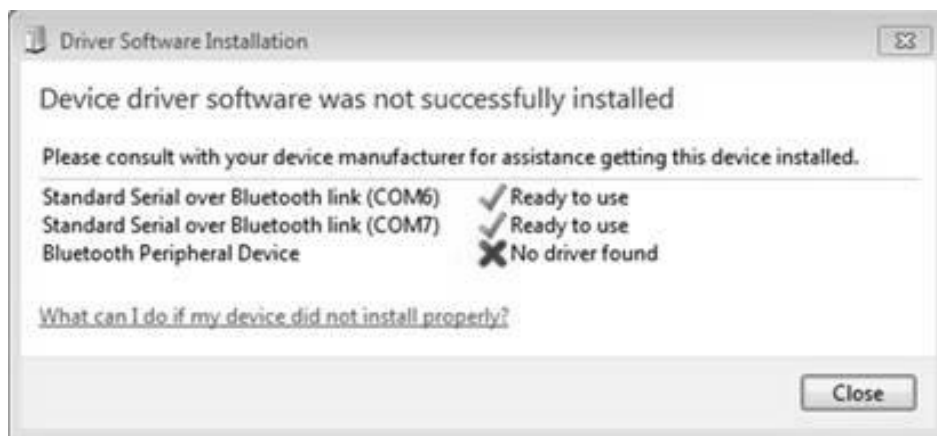 Driver Software Installation
Device driver software was not successfully installed
Please consult with your device manufacturer for assistance getting this device installed.
Standard Serial over Bluetooth link (COM6) Ready to use
Standard Serial over Bluetooth link (COM7) Ready to use
Bluetooth Peripheral Device No driver found
What can I do if my device did not install properly?
Close